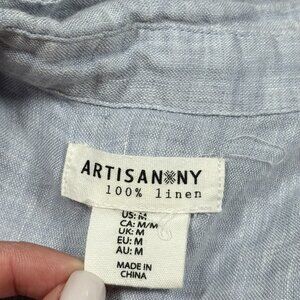 ARTISAN NY
100% linen
US: M
CA: M/M
UK: M
EU: M
AU: M
MADE IN
CHINA